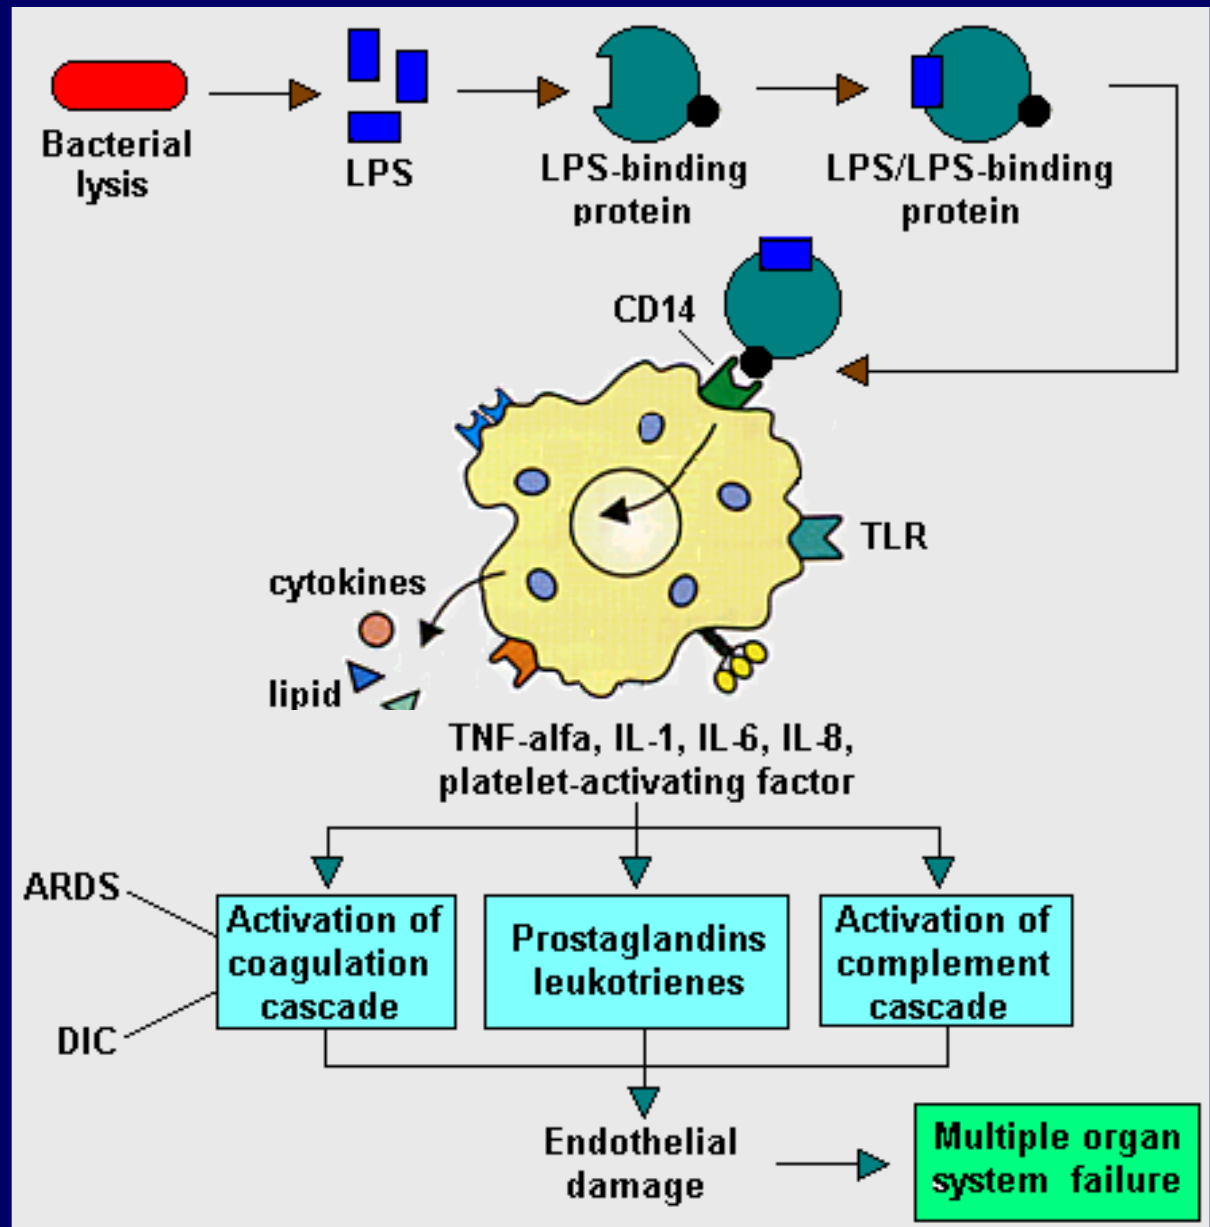 Bacterial
lysis
LPS
LPS-binding
protein
LPS/LPS-binding
protein
CD14
TLR
cytokines
lipid
TNF-alfa, IL-1, IL-6, IL-8,
platelet-activating factor
ARDS
DIC
Activation of
coagulation
cascade
Prostaglandins
leukotrienes
Activation of
complement
cascade
Endothelial
damage
Multiple organ
system failure